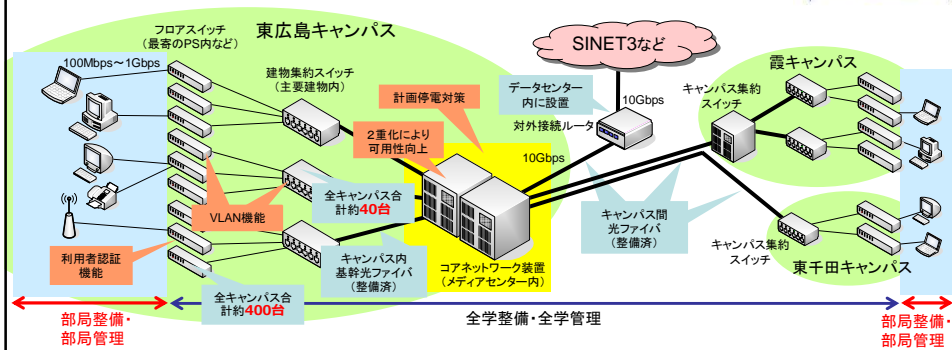 フロアスイッチ
(最寄のPS内など)
東広島キャンパス
100Mbps~1Gbps
建物集約スイッチ
(主要建物内)
計画停電対策
2重化により
可用性向上
VLAN機能
全キャンパス合
計約40台
利用者認証
機能
キャンパス内
基幹光ファイバ
(整備済)
全キャンパス合
計約400台
コアネットワーク装置
(メディアセンター内)
SINET3など
データセンター
内に設置
10Gbps
対外接続ルータ
10Gbps
霞キャンパス
キャンパス集約
スイッチ
キャンパス間
光ファイバ
(整備済)
キャンパス集約
スイッチ
東千田キャンパス
部局整備・
部局管理
全学整備・全学管理
部局整備・
部局管理